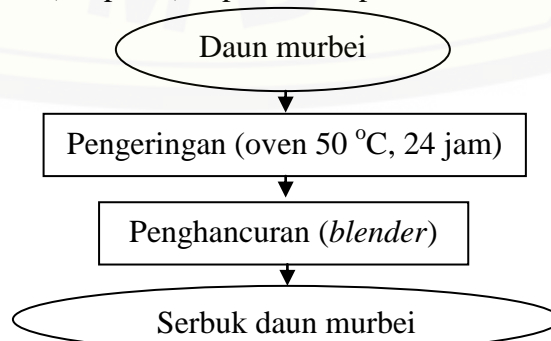 Daun murbei
Pengeringan (oven 50 °C, 24 jam)
Penghancuran (blender)
Serbuk daun murbei